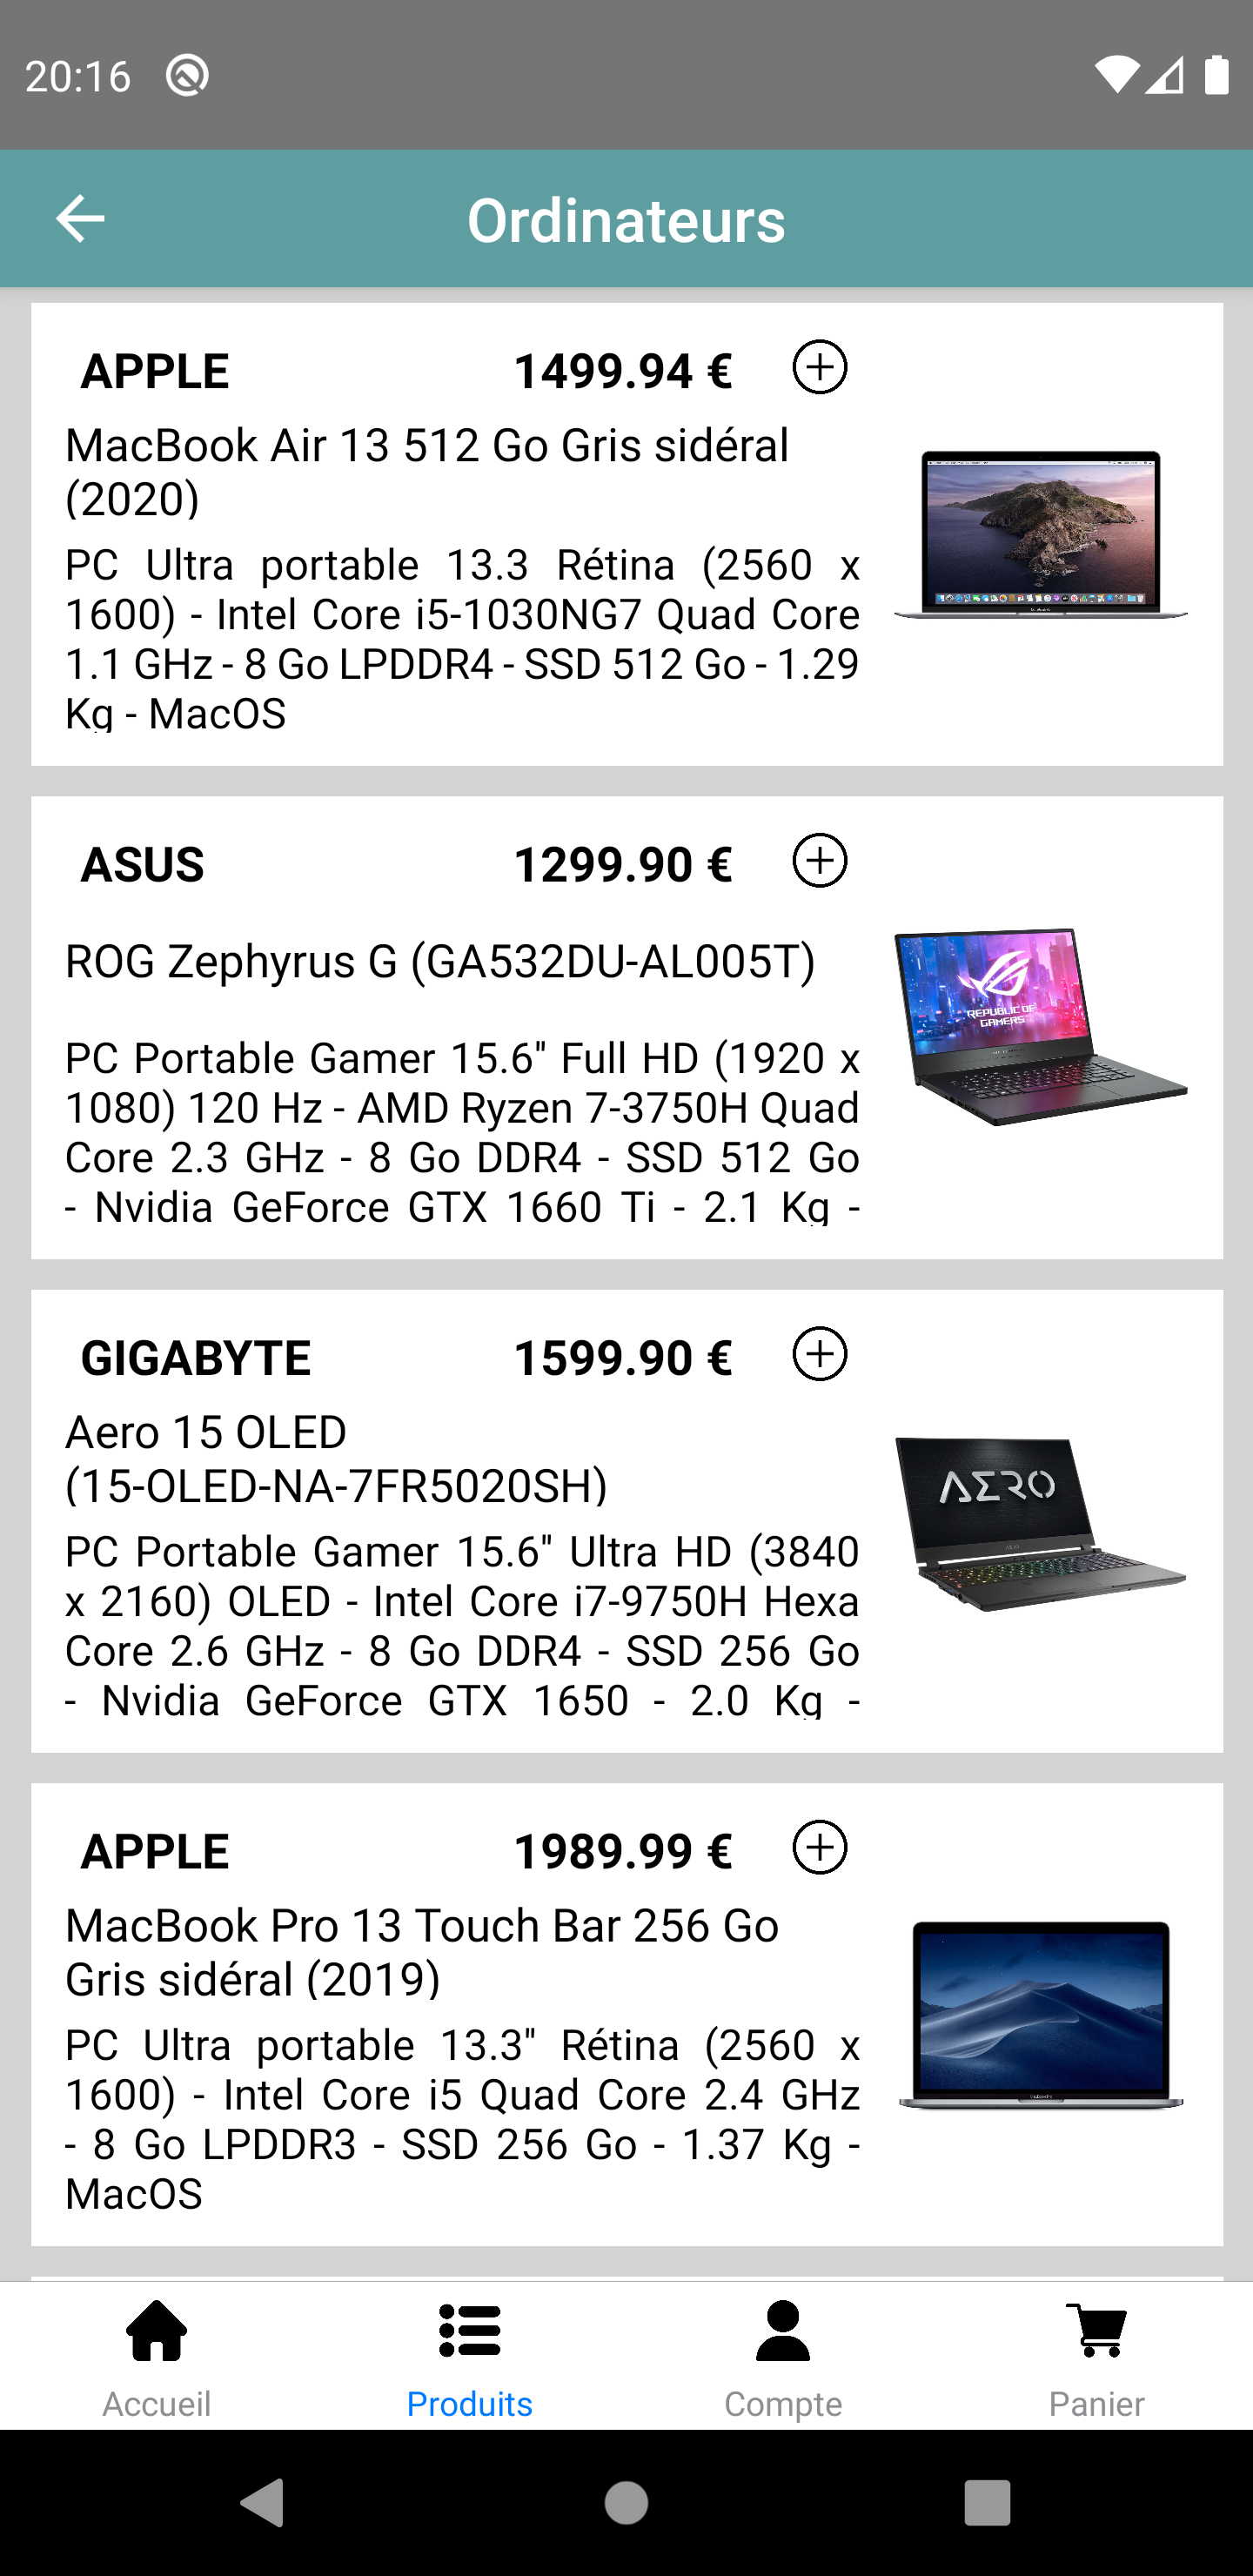 20:16
Ordinateurs
APPLE 1499.94 €
MacBook Air 13 512 Go Gris sidéral
(2020)
PC Ultra portable 13.3 Rétina (2560 x
1600) - Intel Core i5-1030NG7 Quad Core
1.1 GHz - 8 Go LPDDR4 - SSD 512 Go - 1.29
Kg - MacOS
ASUS 1299.90 €
ROG Zephyrus G (GA532DU-AL005T)
REPUBLIC OF
GAMERS
PC Portable Gamer 15.6" Full HD (1920 x
1080) 120 Hz - AMD Ryzen 7-3750H Quad
Core 2.3 GHz - 8 Go DDR4 - SSD 512 Go
- Nvidia GeForce GTX 1660 Ti - 2.1 Kg -
GIGABYTE 1599.90 €
Aero 15 OLED
(15-OLED-NA-7FR5020SH)
AERO
PC Portable Gamer 15.6" Ultra HD (3840
x 2160) OLED - Intel Core i7-9750H Hexa
Core 2.6 GHz - 8 Go DDR4 - SSD 256 Go
- Nvidia GeForce GTX 1650 - 2.0 Kg -
APPLE 1989.99 €
MacBook Pro 13 Touch Bar 256 Go
Gris sidéral (2019)
PC Ultra portable 13.3" Rétina (2560 x
1600) - Intel Core i5 Quad Core 2.4 GHz
- 8 Go LPDDR3 - SSD 256 Go - 1.37 Kg -
MacOS
Accueil Produits Compte Panier